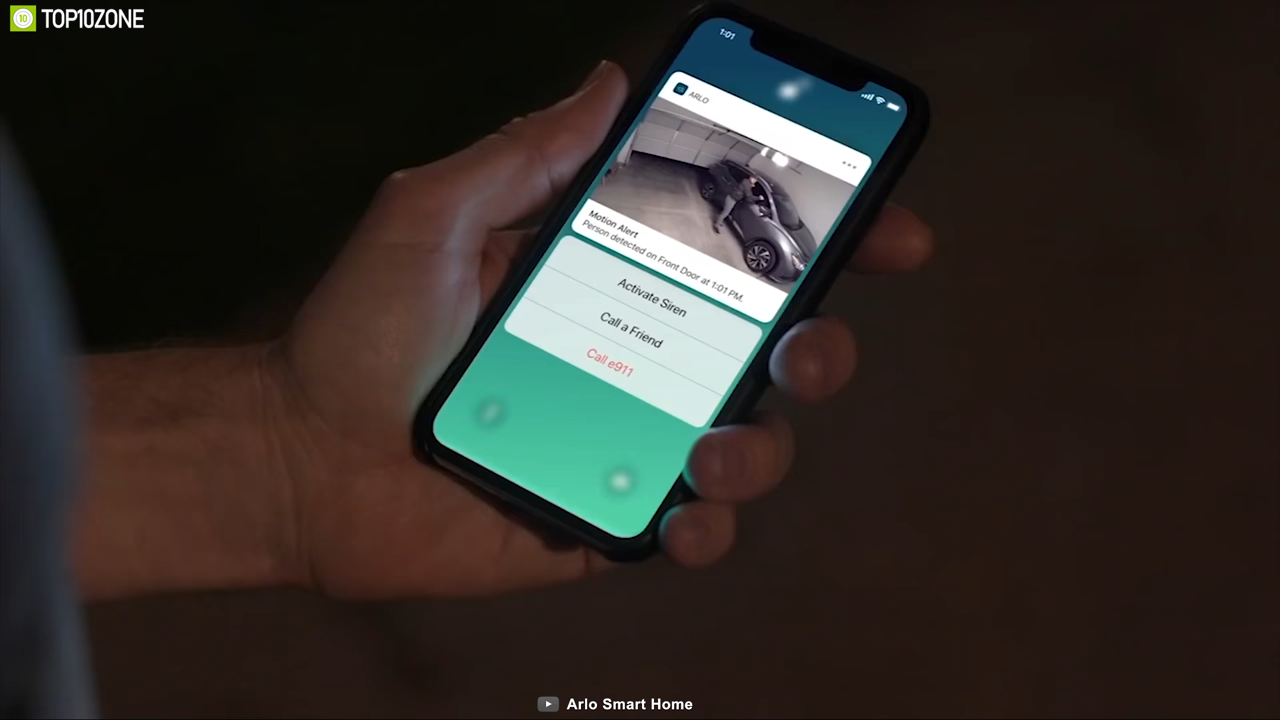 10 TOP10ZONE
1:01
ARLO
Motion Alert
Person detected on Front Door at 1:01 PM.
Activate Siren
Call a Friend
Call e911
Arlo Smart Home